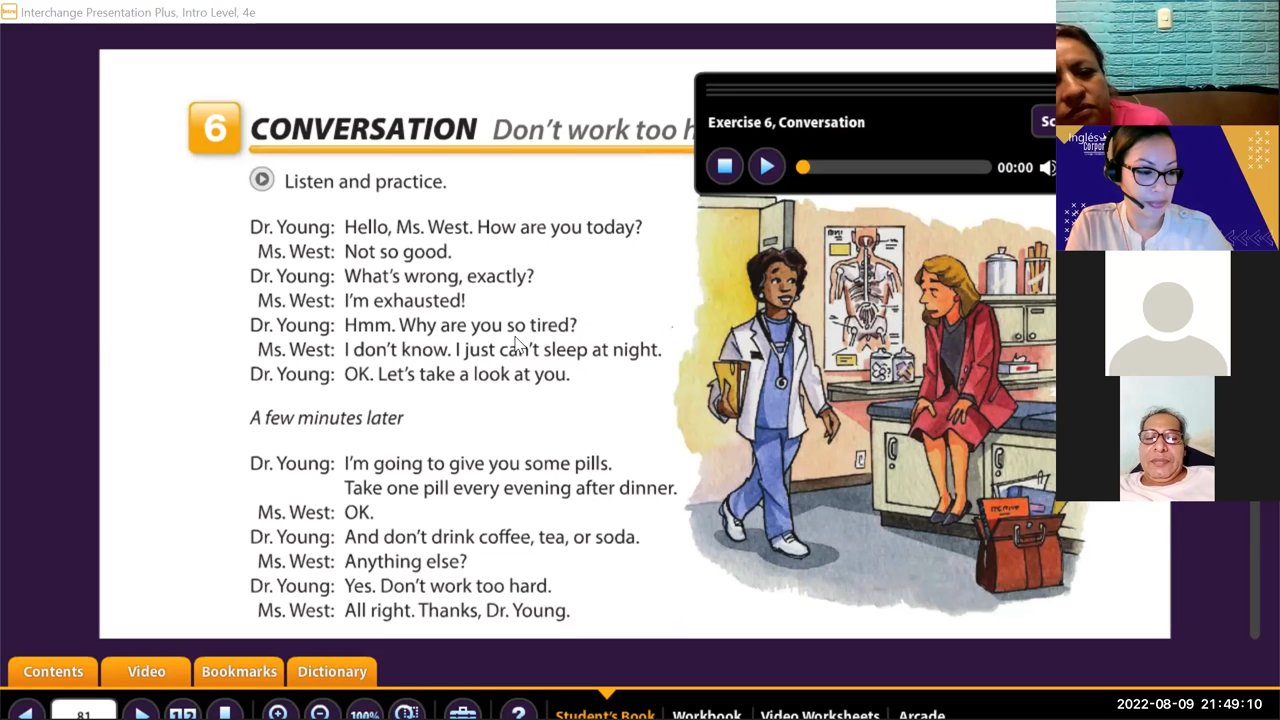 Interchange Presentation Plus, Intro Level, 4e
6 CONVERSATION Don't work too h
Exercise 6, Conversation
Sc
00:00
Listen and practice.
Dr. Young: Hello, Ms. West. How are you today?
Ms. West: Not so good.
Dr. Young: What's wrong, exactly?
Ms. West: I'm exhausted!
Dr. Young: Hmm. Why are you so tired?
Ms. West: I don't know. I just can't sleep at night.
Dr. Young: OK. Let's take a look at you.
A few minutes later
Dr. Young: I'm going to give you some pills.
Take one pill every evening after dinner.
Ms. West: OK.
Dr. Young: And don't drink coffee, tea, or soda.
Ms. West: Anything else?
Dr. Young: Yes. Don't work too hard.
Ms. West: All right. Thanks, Dr. Young.
Inglés
Corpor
Contents Video Bookmarks Dictionary
81
100%
?
Student's Book Workbook Video Worksheets Arcade
2022-08-09 21:49:10